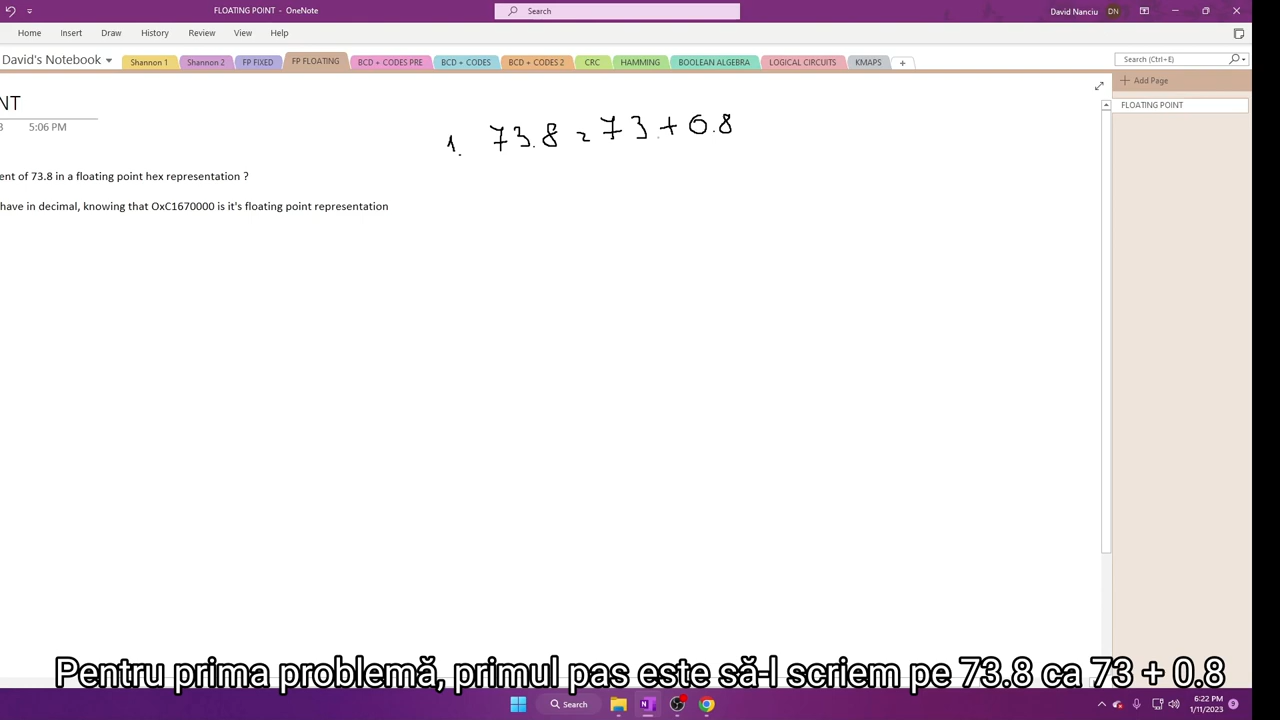 FLOATING POINT - OneNote
Search
David Nanciu DN
Home Insert Draw History Review View Help
David's Notebook
Shannon 1 Shannon 2 FP FIXED FP FLOATING BCD + CODES PRE BCD + CODES BCD + CODES 2 CRC HAMMING BOOLEAN ALGEBRA LOGICAL CIRCUITS KMAPS +
Search (Ctrl+E)
Add Page
NT
FLOATING POINT
8 5:06 PM
1. 73.8 = 73 + 0.8
ent of 73.8 in a floating point hex representation ?
have in decimal, knowing that OxC1670000 is it's floating point representation
Pentru prima problemă, primul pas este să-l scriem pe 73.8 ca 73 + 0.8
Search
6:22 PM
1/11/2023
3